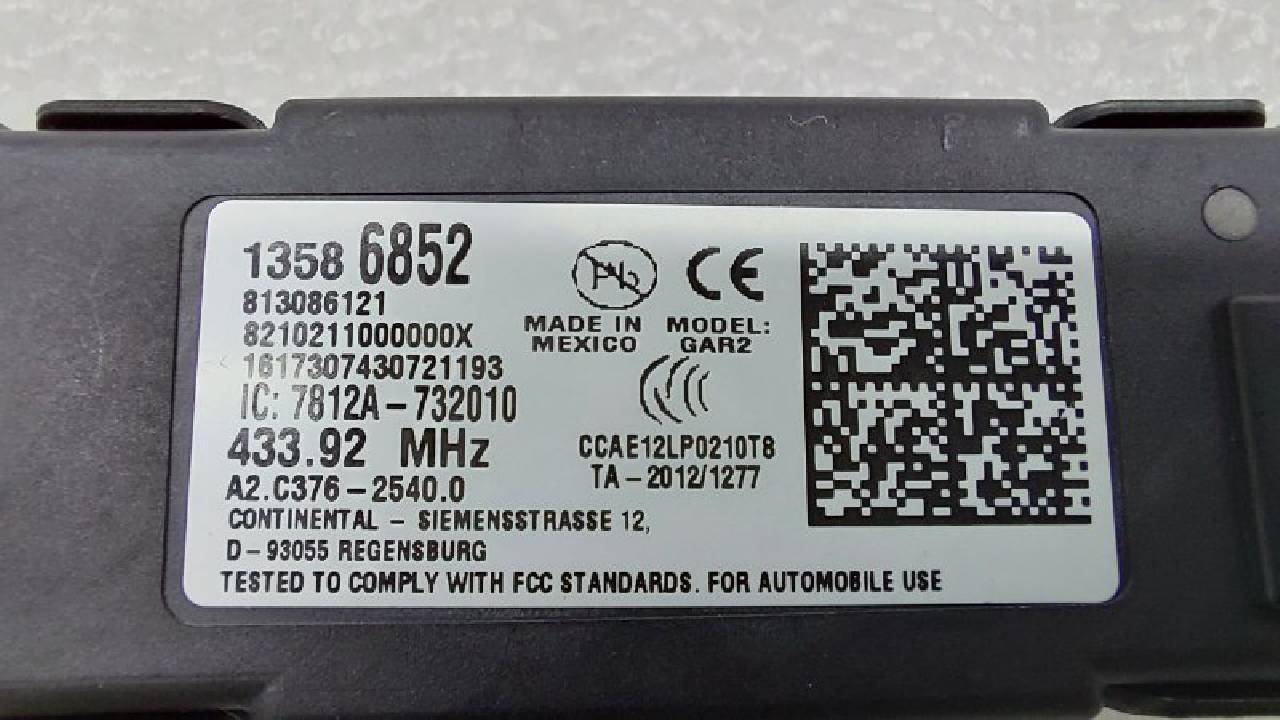 1358 6852
813086121
8210211000000X
1617307430721193
IC: 7812A-732010
433.92 MHz
A2.C376-2540.0
Pb
CE
MADE IN
MEXICO
MODEL:
GAR2
CCAE12LP0210T8
TA-2012/1277
CONTINENTAL - SIEMENSSTRASSE 12,
D-93055 REGENSBURG
TESTED TO COMPLY WITH FCC STANDARDS. FOR AUTOMOBILE USE